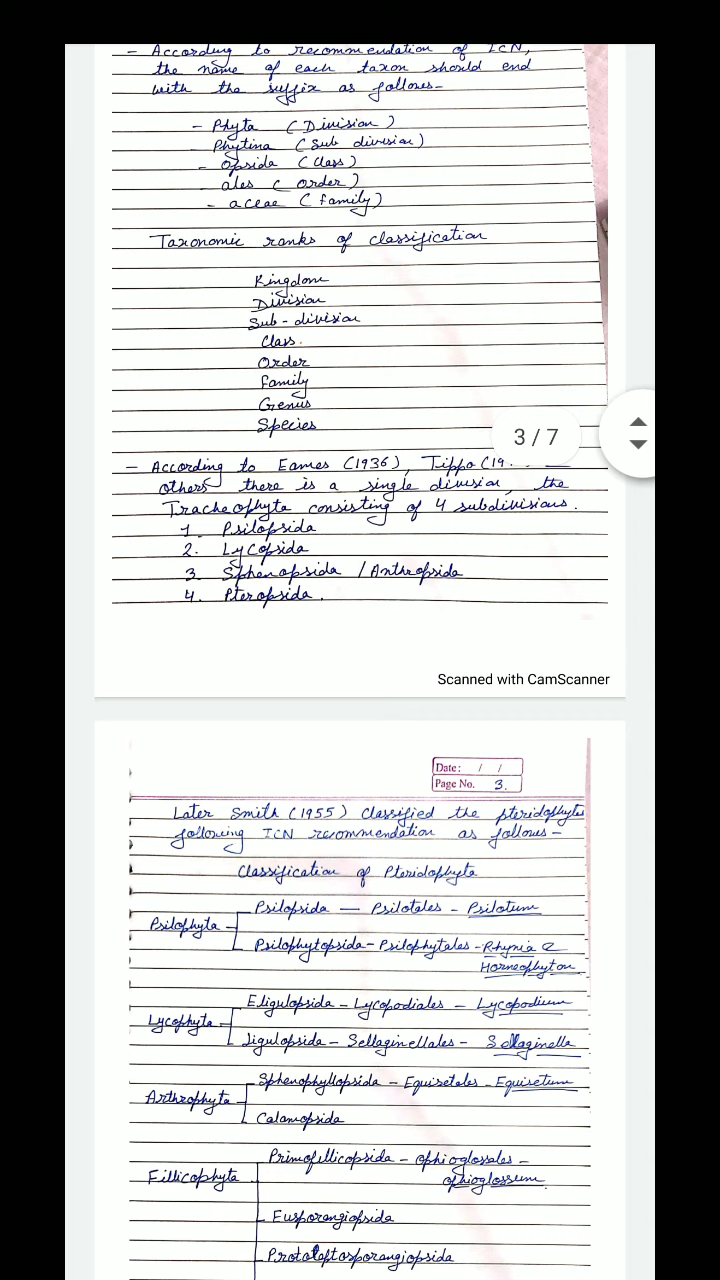 - According to recommendation of ICN,
the name of each taxon should end
with the suffix as follows-
- Phyta (Division)
Phytina (Sub division)
- opsida (class)
- ales (order)
- aceae (family)
Taxonomic ranks of classification
Kingdom
Division
Sub-division
Class.
Order
family
Genus
Species
3 / 7
- According to Eames (1936), Tippo (19
others there is a single division, the
Tracheophyta consisting of 4 subdivisions.
1. Psilopsida
2. Lycopsida
3 Sphenopsida / Anthropsida
4. Pteropsida.
Scanned with CamScanner
Date: / /
Page No. 3.
Later Smith (1955) classified the pteridophytes
following ICN recommendation as follows-
Classification of Pteridophyta
Psilopsida - Psilotales - Psilotum
Psilophyta
Psilophytopsida - Psilophytales - Rhynia &
Horneophyton
Eligulopsida - Lycopodiales - Lycopodium
Lycophyta
Ligulopsida - Sellaginellales - Sellaginella
Sphenophyllopsida - Equisetales - Equisetum
Arthrophyta
Calamopsida
Primofillicopsida - ophioglossales -
ophioglossum
Fillicophyta
Eusporangiopsida
Protoleptosporangiopsida